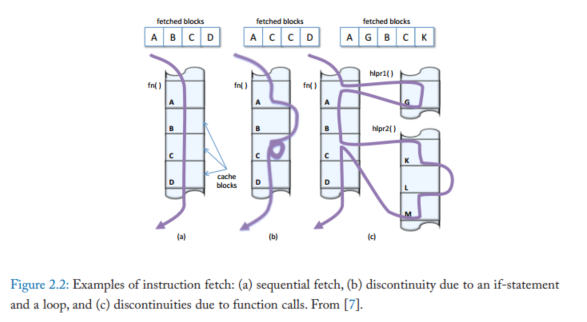 fetched blocks fetched blocks fetched blocks
A B C D A C C D A G B C K
fn( ) fn( ) fn( ) hlpr1( )
A A A G
hlpr2( )
B B B
K
C C C
L
D D D
cache
blocks
M
(a) (b) (c)
Figure 2.2: Examples of instruction fetch: (a) sequential fetch, (b) discontinuity due to an if-statement
and a loop, and (c) discontinuities due to function calls. From [7].